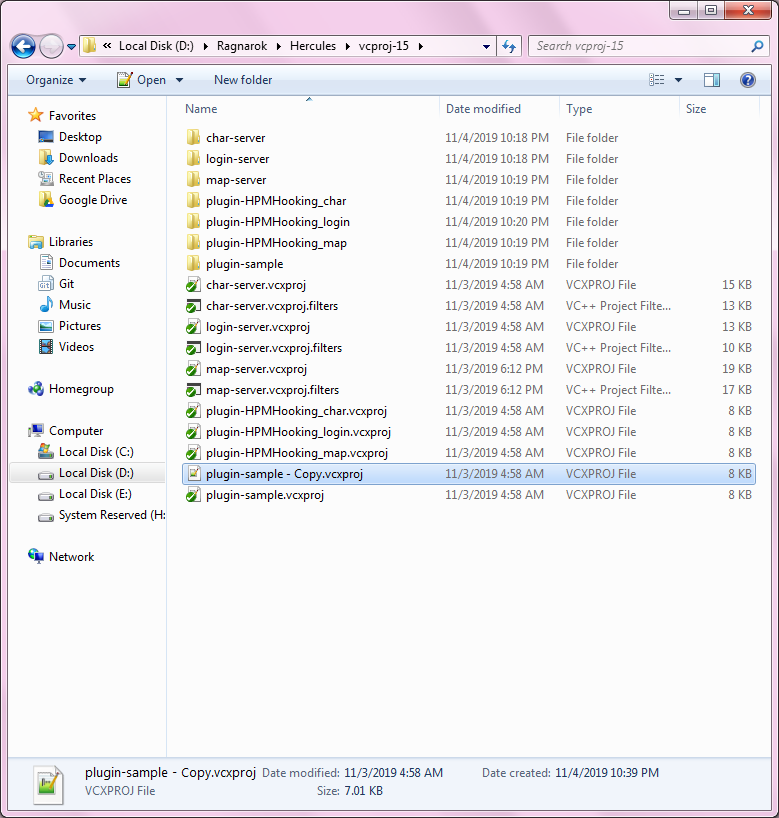 « Local Disk (D:) Ragnarok Hercules vcproj-15 Search vcproj-15
Organize Open New folder
Name Date modified Type Size
Favorites
Desktop
Downloads
Recent Places
Google Drive
Libraries
Documents
Git
Music
Pictures
Videos
Homegroup
Computer
Local Disk (C:)
Local Disk (D:)
Local Disk (E:)
System Reserved (H:
Network
char-server 11/4/2019 10:18 PM File folder
login-server 11/4/2019 10:18 PM File folder
map-server 11/4/2019 10:19 PM File folder
plugin-HPMHooking_char 11/4/2019 10:19 PM File folder
plugin-HPMHooking_login 11/4/2019 10:20 PM File folder
plugin-HPMHooking_map 11/4/2019 10:19 PM File folder
plugin-sample 11/4/2019 10:19 PM File folder
char-server.vcxproj 11/3/2019 4:58 AM VCXPROJ File 15 KB
char-server.vcxproj.filters 11/3/2019 4:58 AM VC++ Project Filte... 13 KB
login-server.vcxproj 11/3/2019 4:58 AM VCXPROJ File 13 KB
login-server.vcxproj.filters 11/3/2019 4:58 AM VC++ Project Filte... 10 KB
map-server.vcxproj 11/3/2019 6:12 PM VCXPROJ File 19 KB
map-server.vcxproj.filters 11/3/2019 6:12 PM VC++ Project Filte... 17 KB
plugin-HPMHooking_char.vcxproj 11/3/2019 4:58 AM VCXPROJ File 8 KB
plugin-HPMHooking_login.vcxproj 11/3/2019 4:58 AM VCXPROJ File 8 KB
plugin-HPMHooking_map.vcxproj 11/3/2019 4:58 AM VCXPROJ File 8 KB
plugin-sample - Copy.vcxproj 11/3/2019 4:58 AM VCXPROJ File 8 KB
plugin-sample.vcxproj 11/3/2019 4:58 AM VCXPROJ File 8 KB
plugin-sample - Copy.vcxproj Date modified: 11/3/2019 4:58 AM Date created: 11/4/2019 10:39 PM
VCXPROJ File Size: 7.01 KB